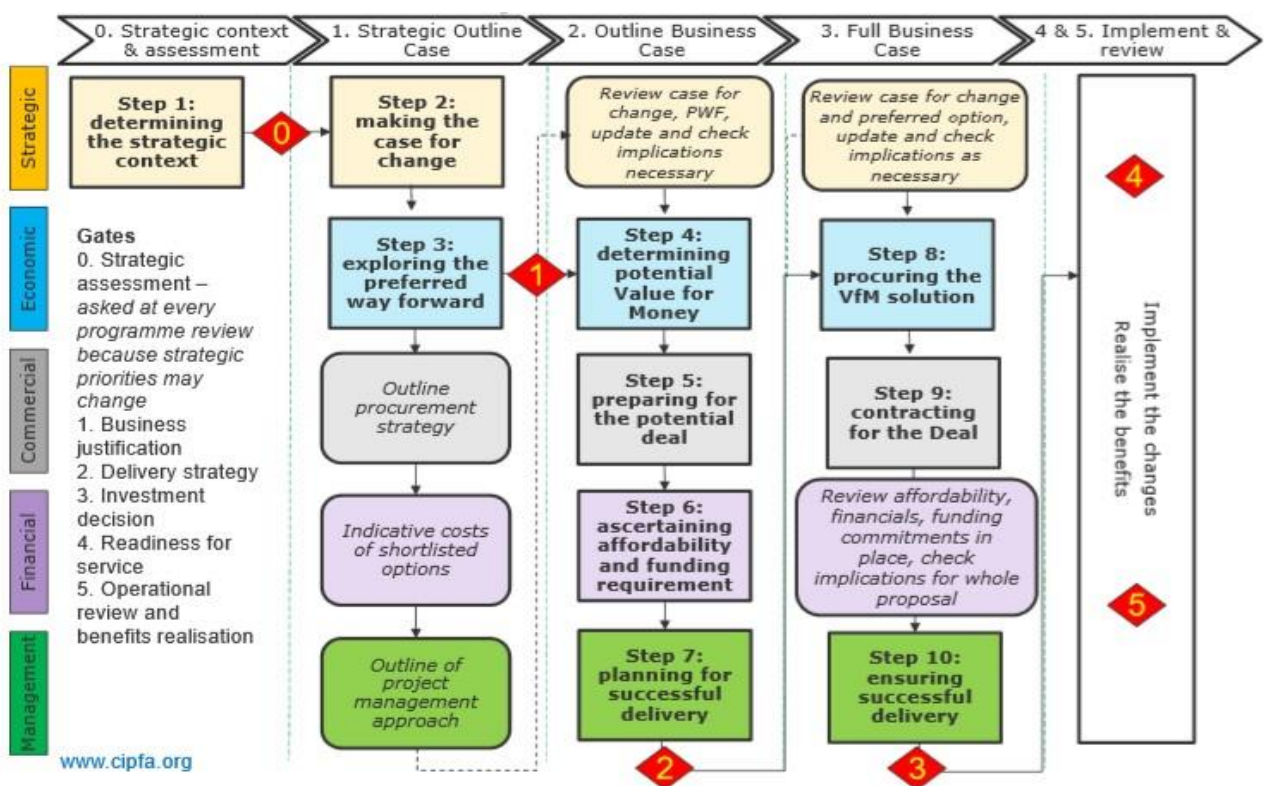 0. Strategic context
& assessment
1. Strategic Outline
Case
2. Outline Business
Case
3. Full Business
Case
4 & 5. Implement &
review
Strategic
Economic
Commercial
Financial
Management
Step 1:
determining
the strategic
context
0
Gates
0. Strategic
assessment –
asked at every
programme review
because strategic
priorities may
change
1. Business
justification
2. Delivery strategy
3. Investment
decision
4. Readiness for
service
5. Operational
review and
benefits realisation
www.cipfa.org
Step 2:
making the
case for
change
Step 3:
exploring the
preferred
way forward
1
Outline
procurement
strategy
Indicative costs
of shortlisted
options
Outline of
project
management
approach
Review case for
change, PWF,
update and check
implications
necessary
Step 4:
determining
potential
Value for
Money
Step 5:
preparing for
the potential
deal
Step 6:
ascertaining
affordability
and funding
requirement
Step 7:
planning for
successful
delivery
2
Review case for change
and preferred option,
update and check
implications as
necessary
Step 8:
procuring the
VfM solution
Step 9:
contracting
for the Deal
Review affordability,
financials, funding
commitments in
place, check
implications for whole
proposal
Step 10:
ensuring
successful
delivery
3
4
Implement the changes
Realise the benefits
5